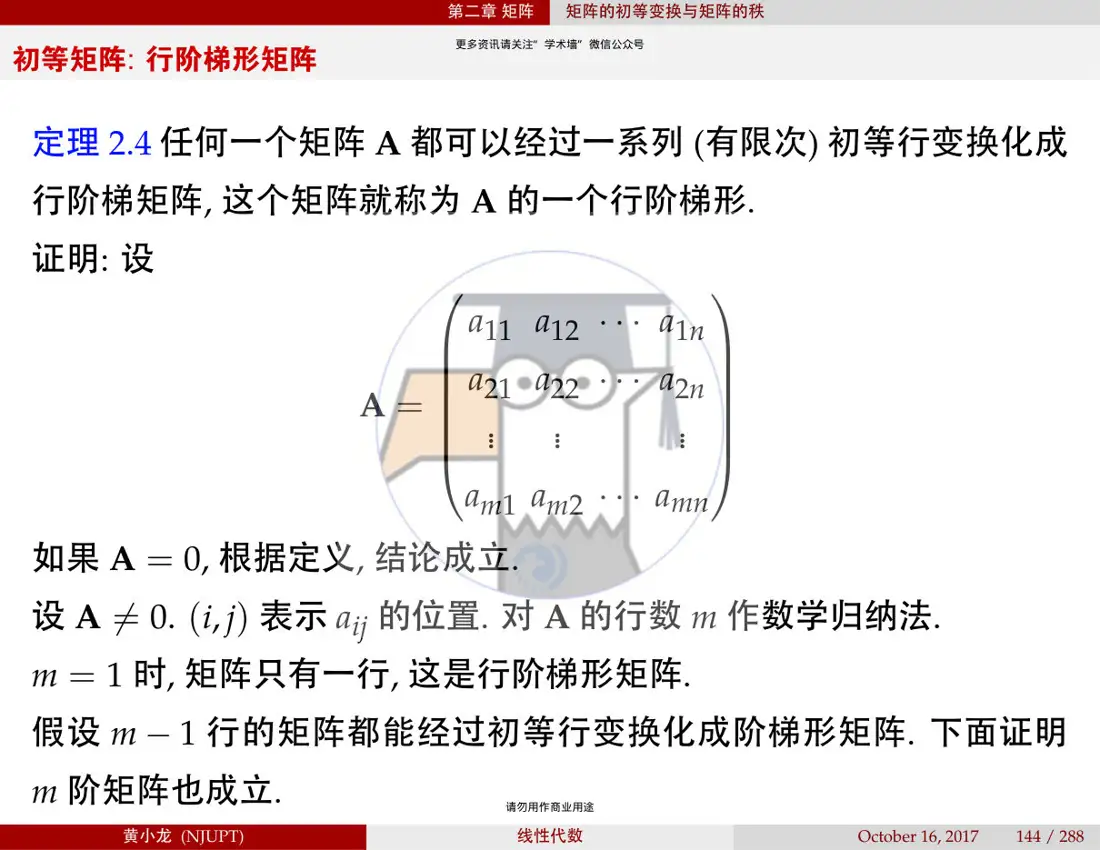 第二章 矩阵 矩阵的初等变换与矩阵的秩
初等矩阵: 行阶梯形矩阵
更多资讯请关注“学术墙”微信公众号
定理 2.4 任何一个矩阵 A 都可以经过一系列 (有限次) 初等行变换化成
行阶梯矩阵, 这个矩阵就称为 A 的一个行阶梯形.
证明: 设
a11 a12 ··· a1n
a21 a22 ··· a2n
A =
⋮ ⋮ ⋮
am1 am2 ··· amn
如果 A = 0, 根据定义, 结论成立.
设 A ≠ 0. (i, j) 表示 aij 的位置. 对 A 的行数 m 作数学归纳法.
m = 1 时, 矩阵只有一行, 这是行阶梯形矩阵.
假设 m − 1 行的矩阵都能经过初等行变换化成阶梯形矩阵. 下面证明
m 阶矩阵也成立.
请勿用作商业用途
黄小龙 (NJUPT) 线性代数 October 16, 2017 144 / 288